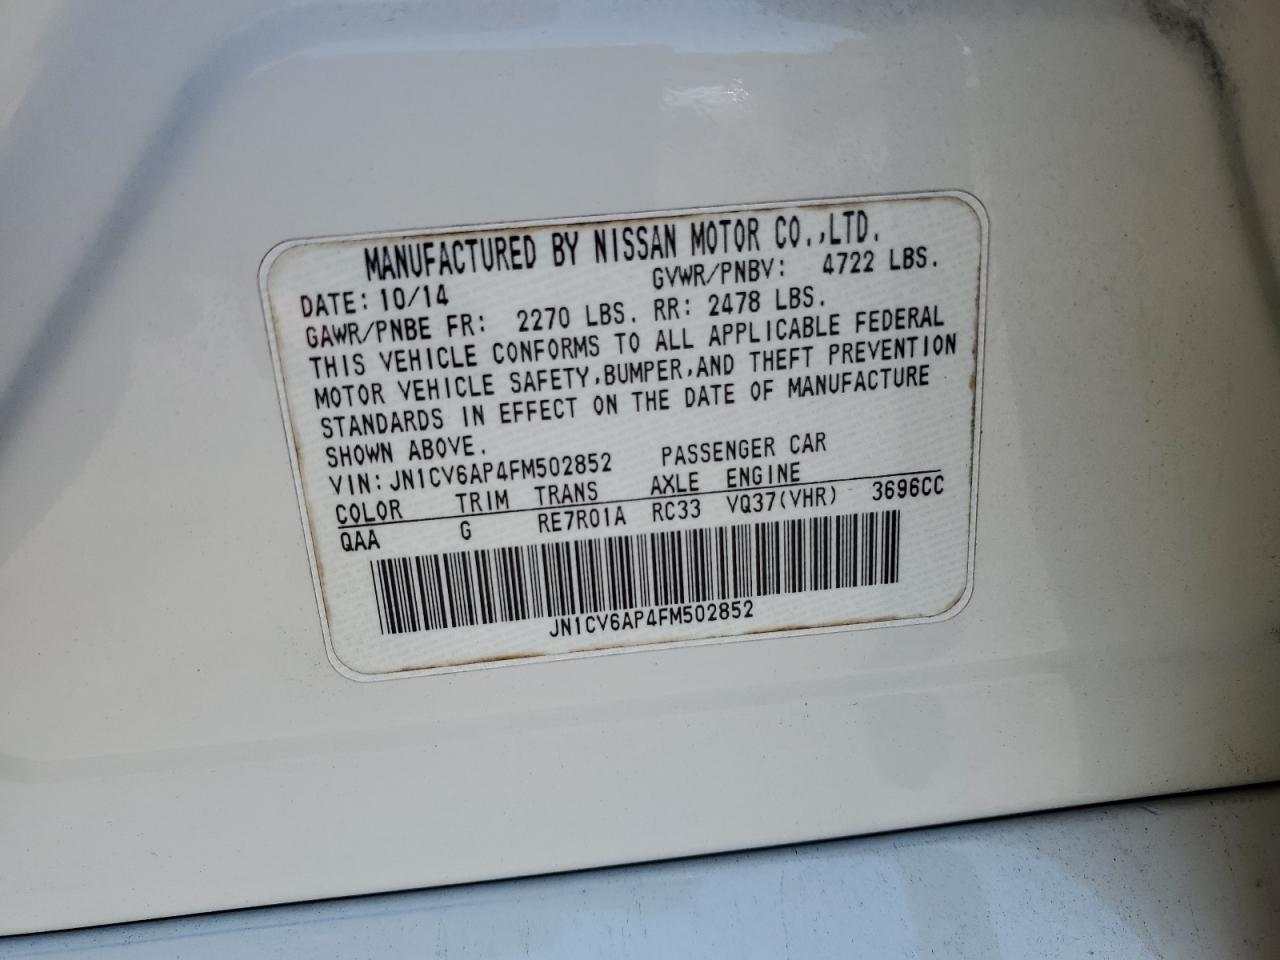 MANUFACTURED BY NISSAN MOTOR CO.,LTD.
DATE: 10/14 GVWR/PNBV: 4722 LBS.
GAWR/PNBE FR: 2270 LBS. RR: 2478 LBS.
THIS VEHICLE CONFORMS TO ALL APPLICABLE FEDERAL
MOTOR VEHICLE SAFETY,BUMPER,AND THEFT PREVENTION
STANDARDS IN EFFECT ON THE DATE OF MANUFACTURE
SHOWN ABOVE.
VIN: JN1CV6AP4FM502852 PASSENGER CAR
COLOR TRIM TRANS AXLE ENGINE
QAA G RE7R01A RC33 VQ37(VHR) 3696CC
JN1CV6AP4FM502852